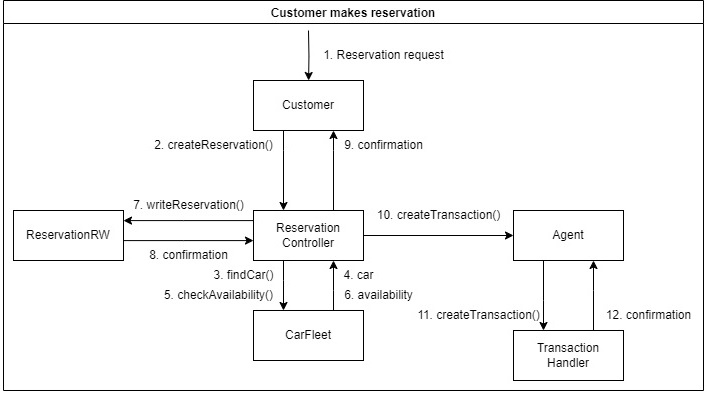 Customer makes reservation
1. Reservation request
Customer
2. createReservation()
9. confirmation
7. writeReservation()
10. createTransaction()
ReservationRW
Reservation
Controller
Agent
8. confirmation
3. findCar()
4. car
5. checkAvailability()
6. availability
11. createTransaction()
12. confirmation
CarFleet
Transaction
Handler